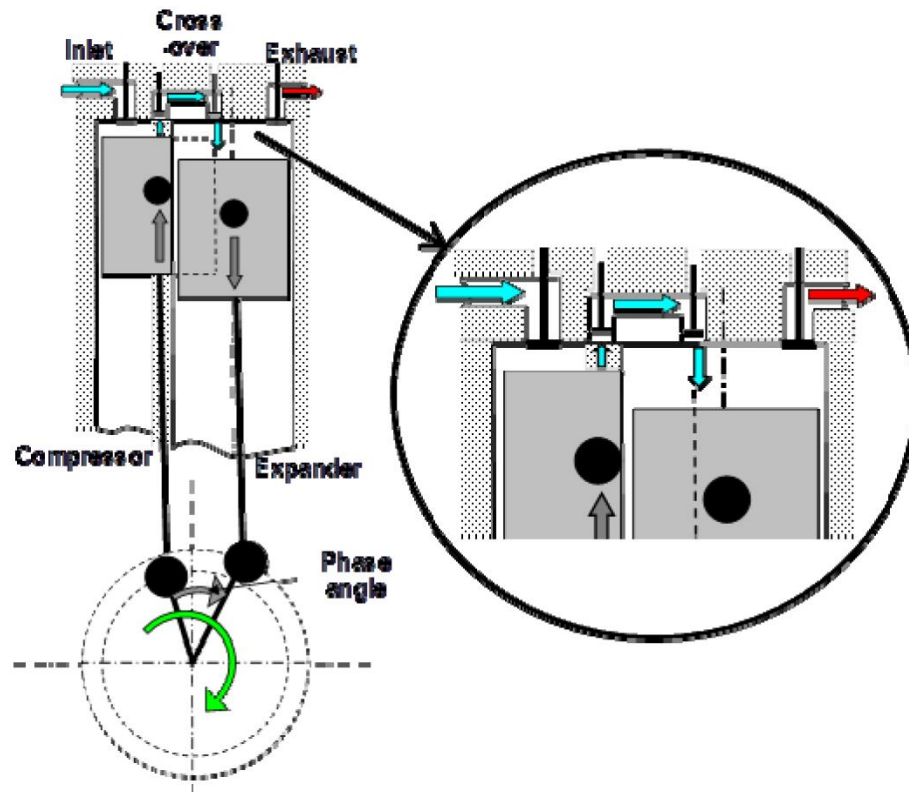 Cross
-over
Inlet
Exhaust
Compressor
Expander
Phase
angle